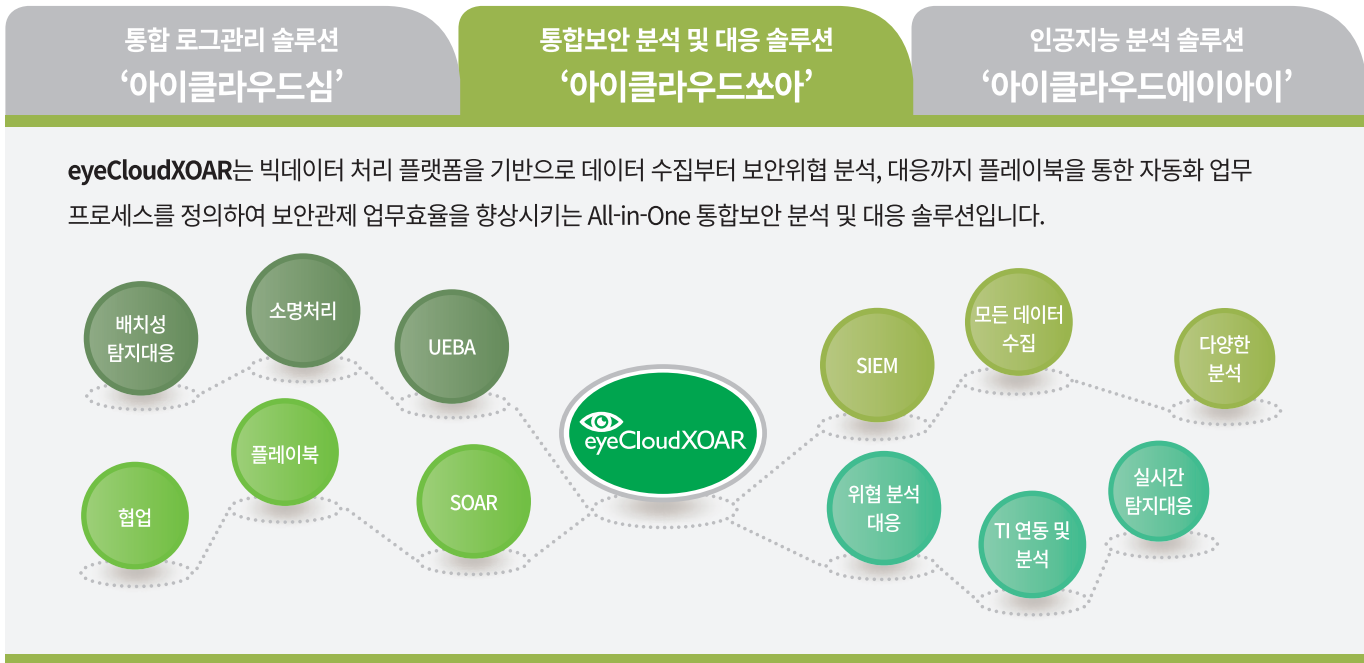 통합 로그관리 솔루션
‘아이클라우드심’
통합보안 분석 및 대응 솔루션
‘아이클라우드쏘아’
인공지능 분석 솔루션
‘아이클라우드에이아이’
eyeCloudXOAR는 빅데이터 처리 플랫폼을 기반으로 데이터 수집부터 보안위협 분석, 대응까지 플레이북을 통한 자동화 업무
프로세스를 정의하여 보안관제 업무효율을 향상시키는 All-in-One 통합보안 분석 및 대응 솔루션입니다.
배치성
탐지대응
소명처리
UEBA
협업
플레이북
SOAR
eyeCloudXOAR
SIEM
모든 데이터
수집
다양한
분석
위협 분석
대응
TI 연동 및
분석
실시간
탐지대응